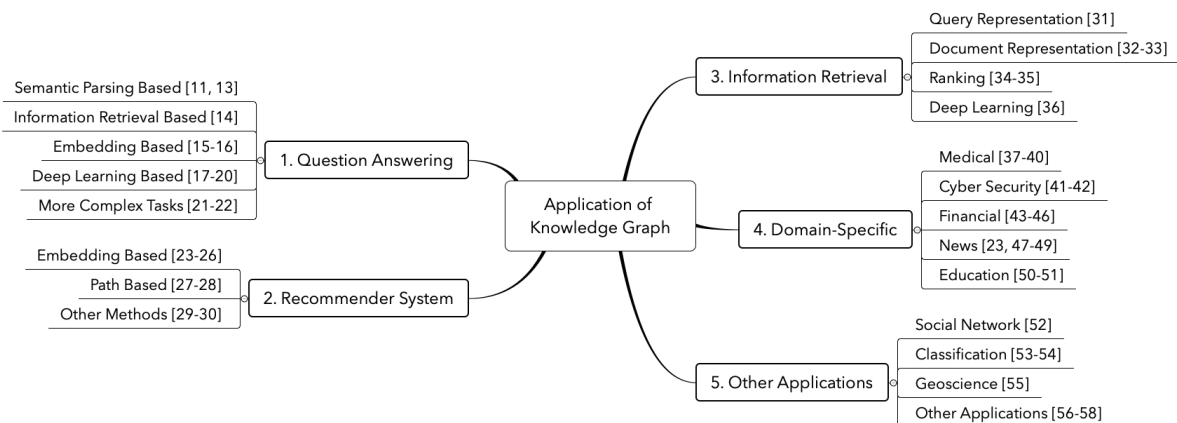 Application of
Knowledge Graph
1. Question Answering
Semantic Parsing Based [11, 13]
Information Retrieval Based [14]
Embedding Based [15-16]
Deep Learning Based [17-20]
More Complex Tasks [21-22]
2. Recommender System
Embedding Based [23-26]
Path Based [27-28]
Other Methods [29-30]
3. Information Retrieval
Query Representation [31]
Document Representation [32-33]
Ranking [34-35]
Deep Learning [36]
4. Domain-Specific
Medical [37-40]
Cyber Security [41-42]
Financial [43-46]
News [23, 47-49]
Education [50-51]
5. Other Applications
Social Network [52]
Classification [53-54]
Geoscience [55]
Other Applications [56-58]